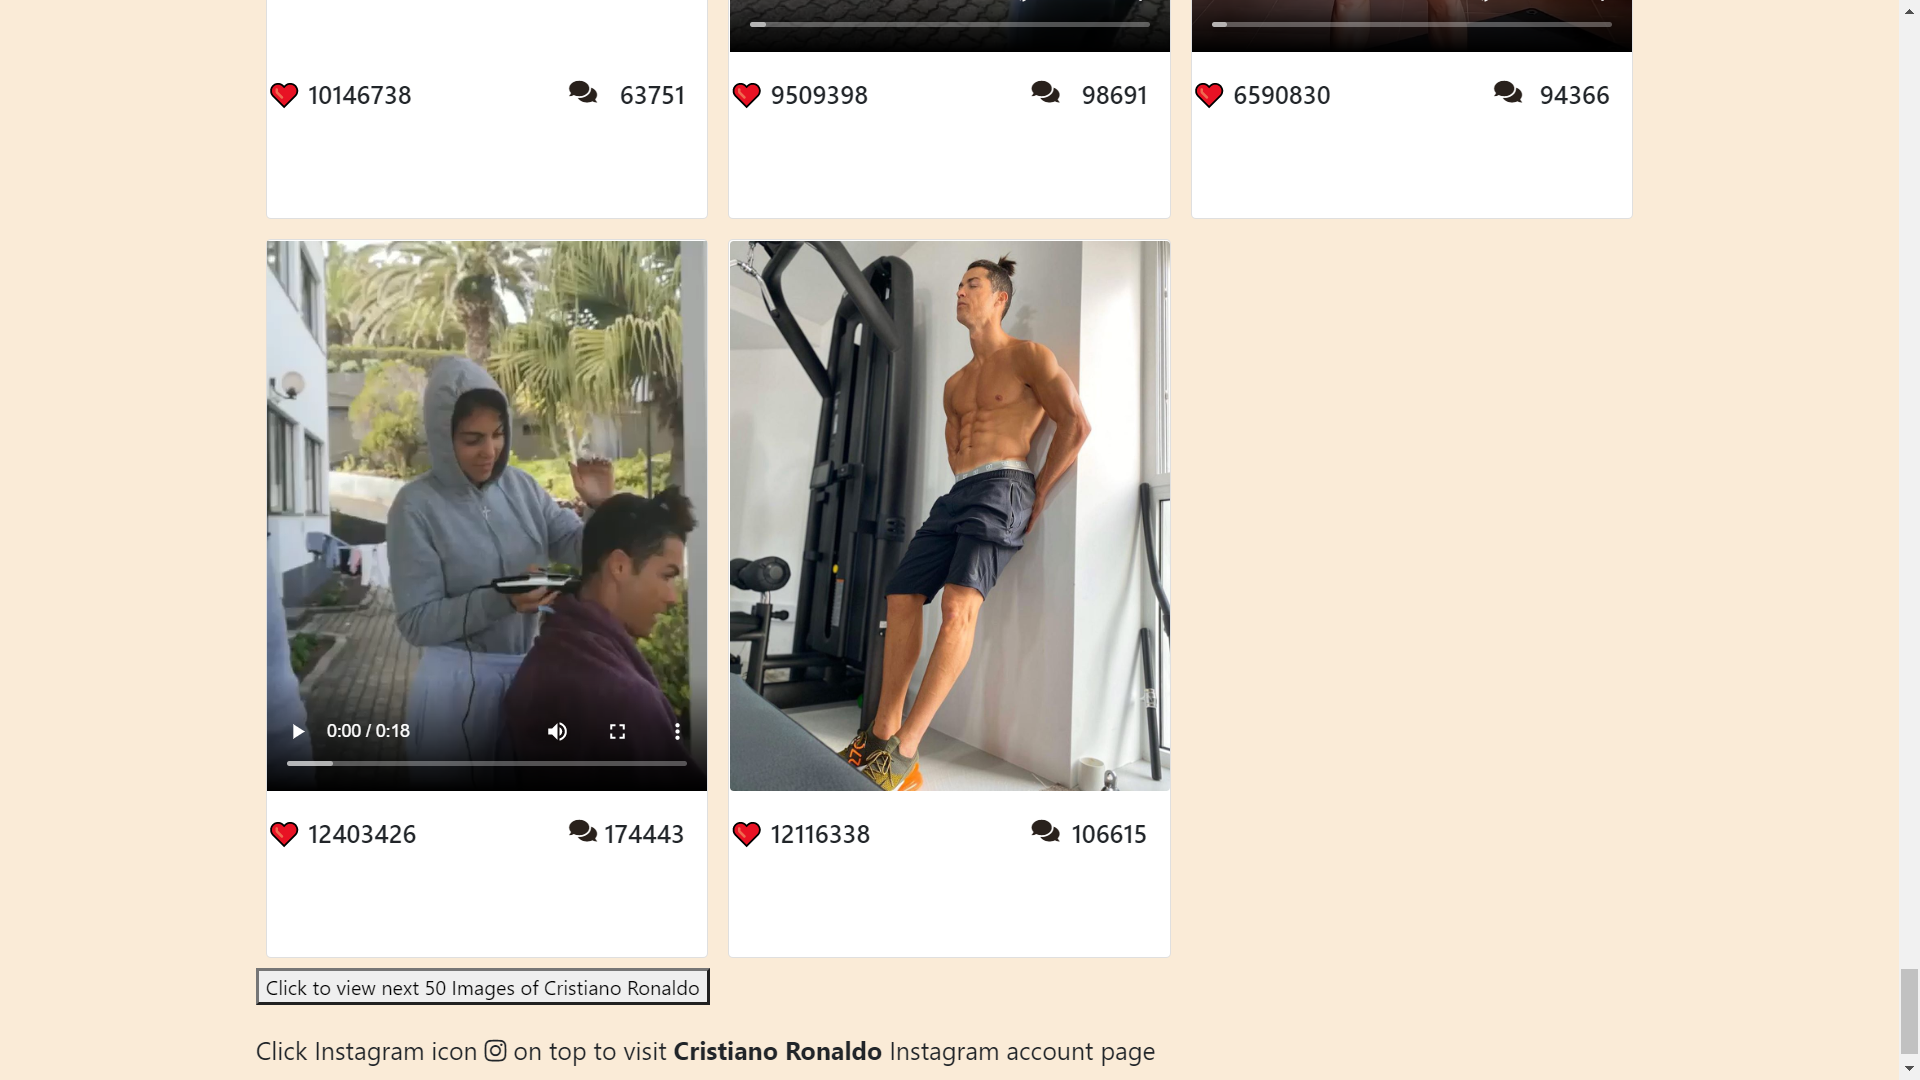 10146738 63751 9509398 98691 6590830 94366
0:00 / 0:18
12403426 174443 12116338 106615
Click to view next 50 Images of Cristiano Ronaldo
Click Instagram icon on top to visit Cristiano Ronaldo Instagram account page